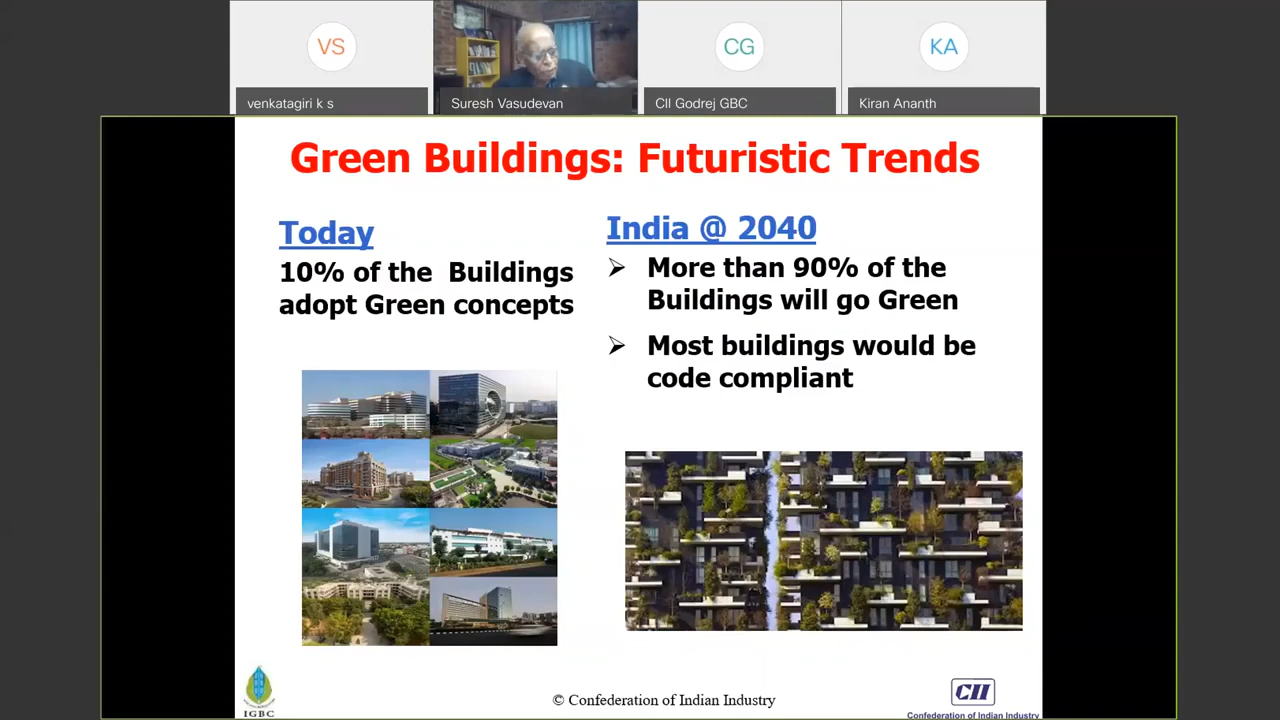 VS
CG
KA
venkatagiri k s
Suresh Vasudevan
CII Godrej GBC
Kiran Ananth
Green Buildings: Futuristic Trends
Today
10% of the Buildings
adopt Green concepts
India @ 2040
More than 90% of the
Buildings will go Green
Most buildings would be
code compliant
IGBC
© Confederation of Indian Industry
CII
Confederation of Indian Industry